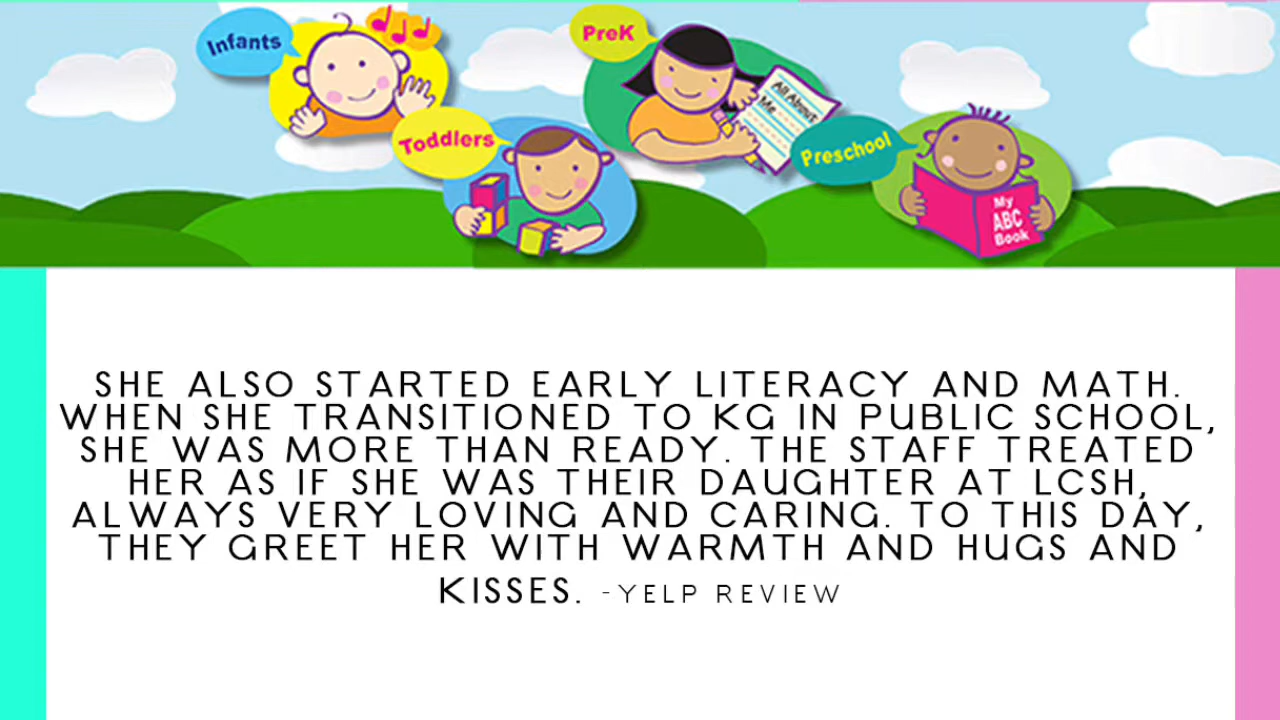 Infants
PreK
All About
Me
Toddlers
Preschool
My
ABC
Book
SHE ALSO STARTED EARLY LITERACY AND MATH.
WHEN SHE TRANSITIONED TO KG IN PUBLIC SCHOOL,
SHE WAS MORE THAN READY. THE STAFF TREATED
HER AS IF SHE WAS THEIR DAUGHTER AT LCSH,
ALWAYS VERY LOVING AND CARING. TO THIS DAY,
THEY GREET HER WITH WARMTH AND HUGS AND
KISSES. -YELP REVIEW